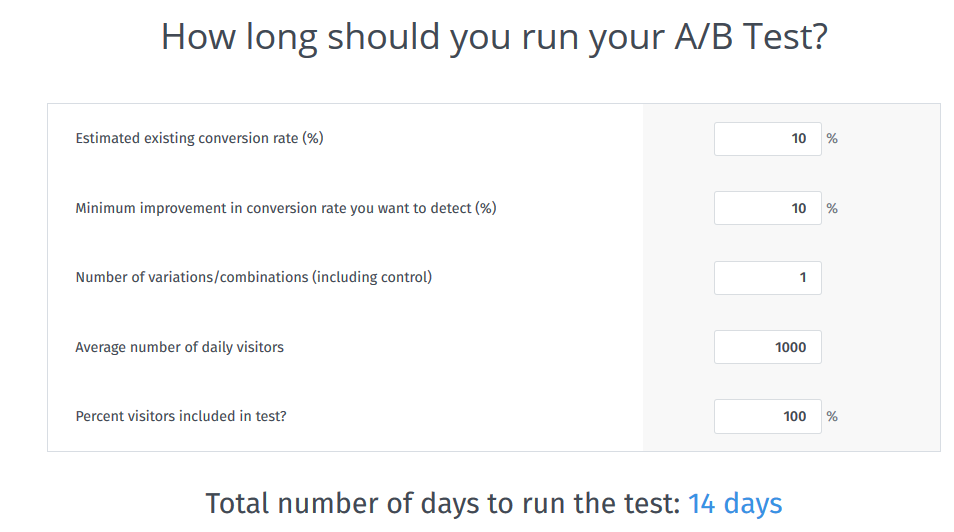 How long should you run your A/B Test?
Estimated existing conversion rate (%) 10 %
Minimum improvement in conversion rate you want to detect (%) 10 %
Number of variations/combinations (including control) 1
Average number of daily visitors 1000
Percent visitors included in test? 100 %
Total number of days to run the test: 14 days